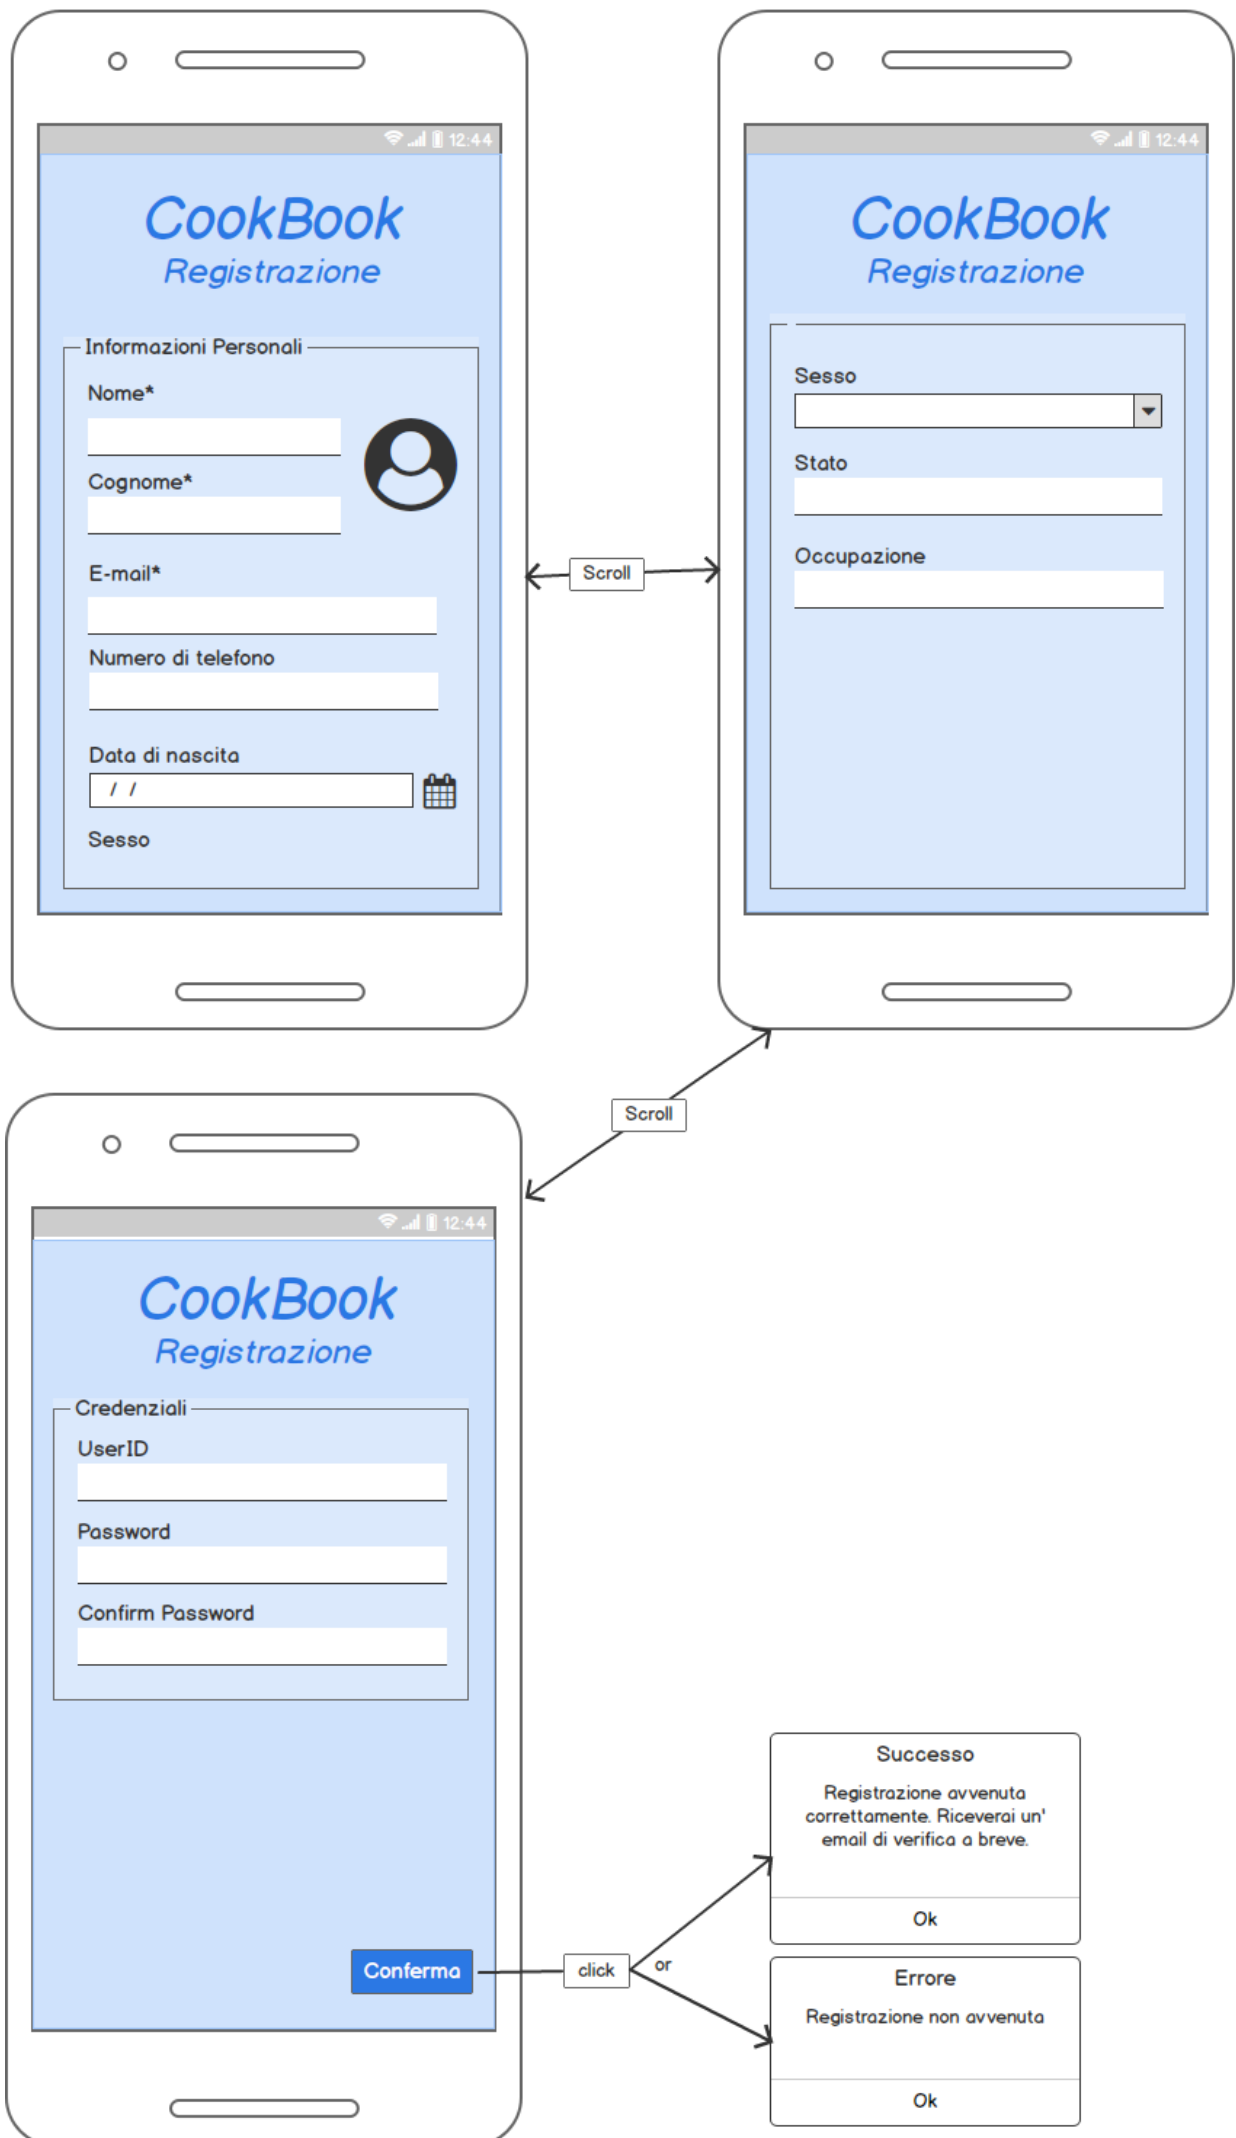 12:44
CookBook
Registrazione
Informazioni Personali
Nome*
Cognome*
E-mail*
Numero di telefono
Data di nascita
/ /
Sesso
Scroll
12:44
CookBook
Registrazione
Sesso
Stato
Occupazione
Scroll
12:44
CookBook
Registrazione
Credenziali
UserID
Password
Confirm Password
Conferma
click
or
Successo
Registrazione avvenuta
correttamente. Riceverai un'
email di verifica a breve.
Ok
Errore
Registrazione non avvenuta
Ok